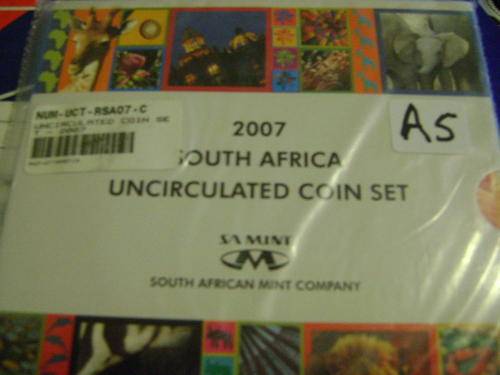 NUM-UCT-RSA07-C
UNCIRCULATED COIN SE
T - 2007
A5
2007
SOUTH AFRICA
UNCIRCULATED COIN SET
SA MINT
SOUTH AFRICAN MINT COMPANY